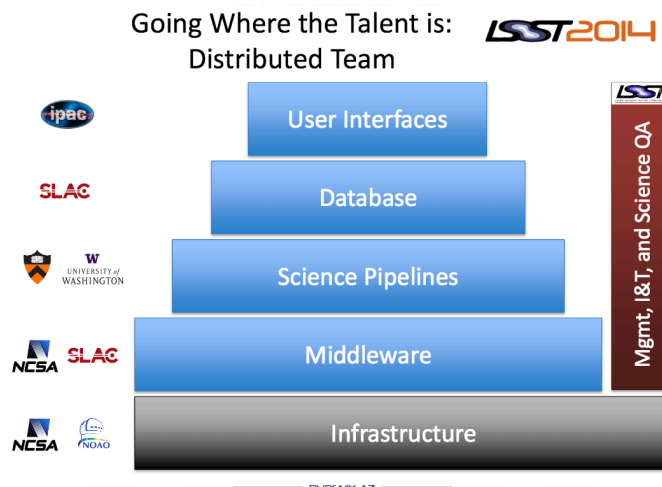 Going Where the Talent is:
Distributed Team
LSST2014
ipac
User Interfaces
LSST
SLAC
Database
W
UNIVERSITY of
WASHINGTON
Science Pipelines
Mgmt, I&T, and Science QA
NCSA
SLAC
Middleware
NCSA
NOAO
Infrastructure